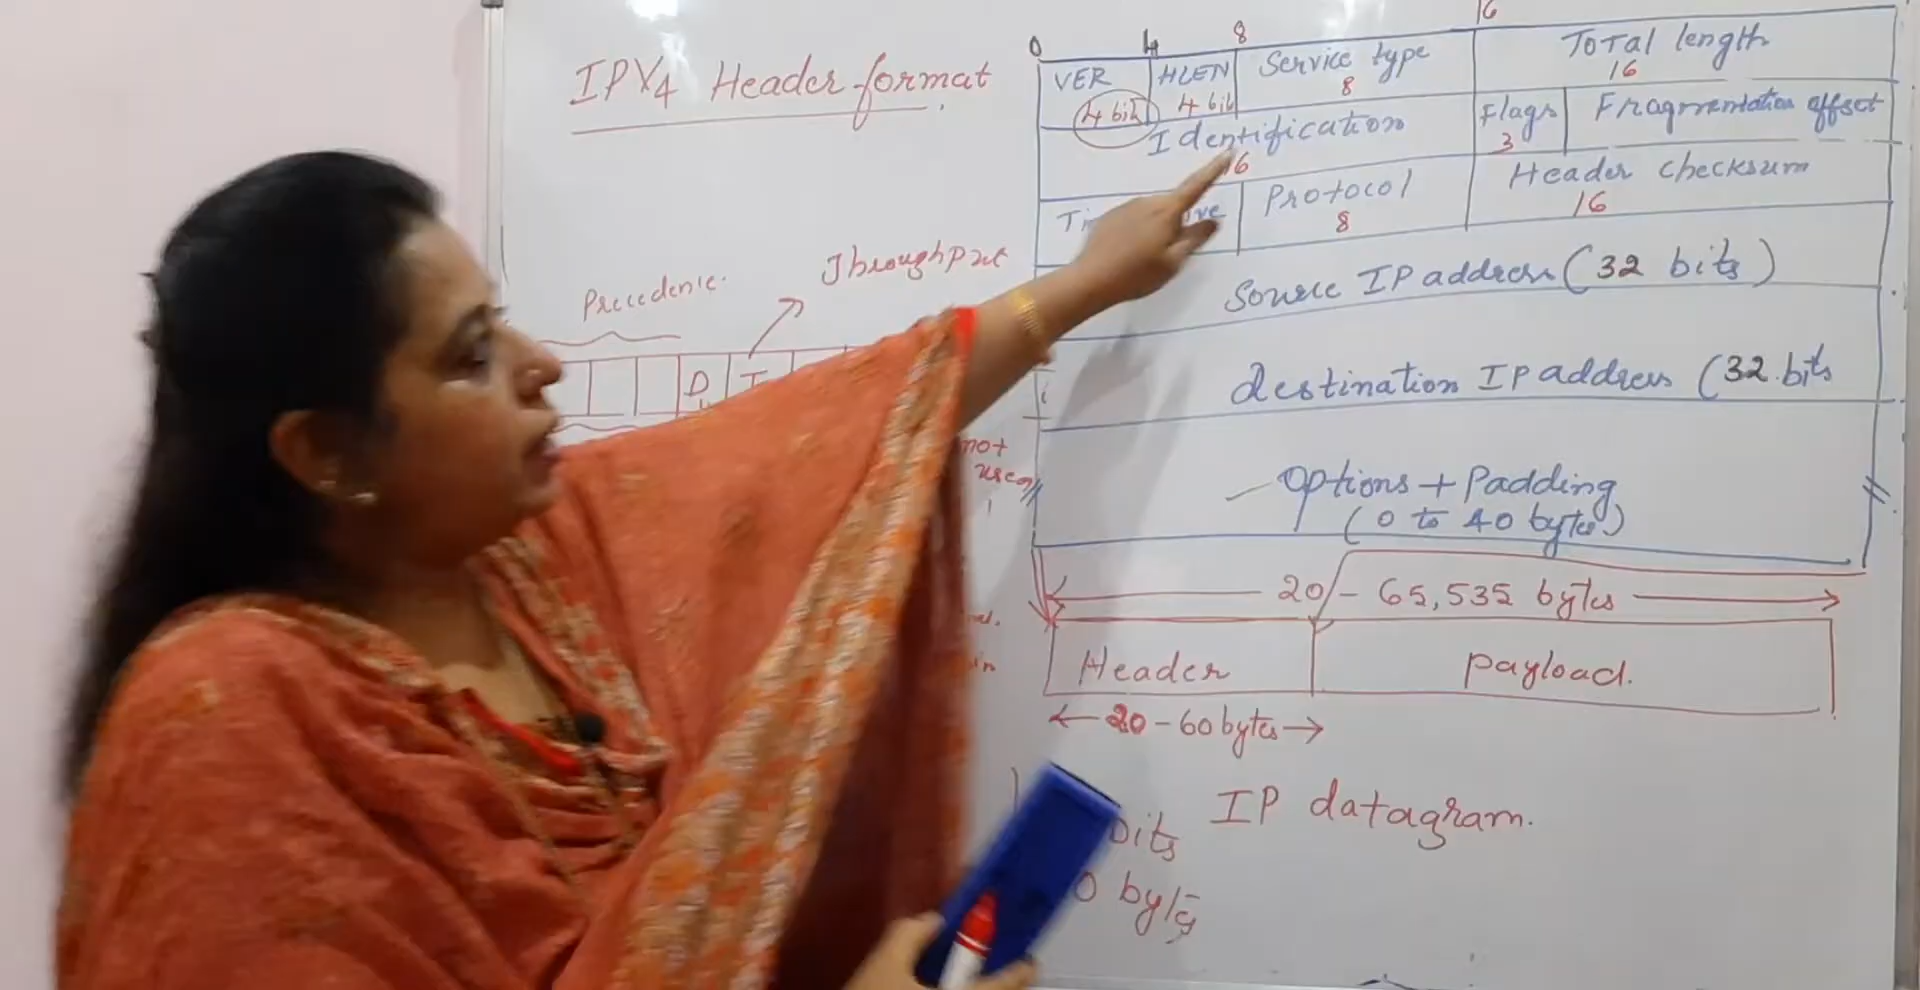 IPV4 Header format
0 4 8 16
VER HLEN Service type Total length
4 bit 4 bit 8 16
Identification Flags Fragmentation offset
16 3
Protocol Header checksum
8 16
Source IP address (32 bits)
destination IP address (32 bits
Options + Padding
(0 to 40 bytes)
Precedenie.
Throughput
D T
not
used
20 - 65,535 bytes
Header Payload.
20 - 60 bytes
IP datagram.
bits
0 bytes